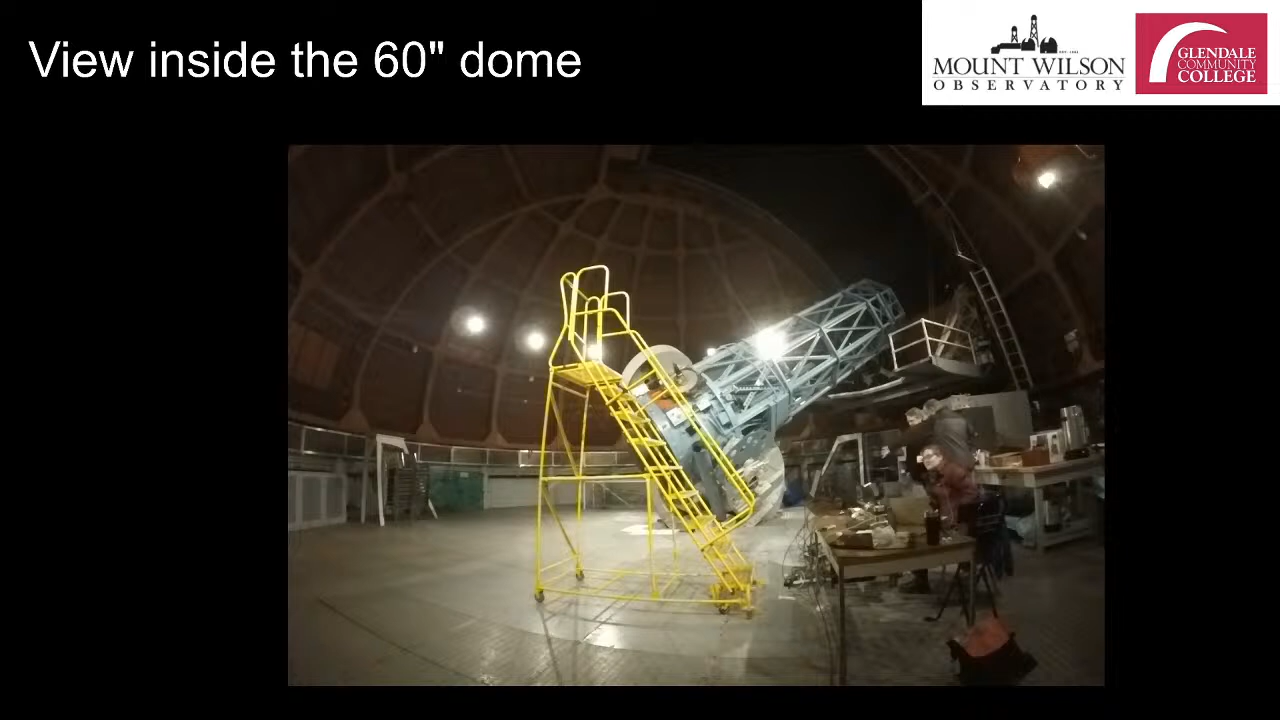 View inside the 60" dome
MOUNT WILSON
OBSERVATORY
GLENDALE
COMMUNITY
COLLEGE